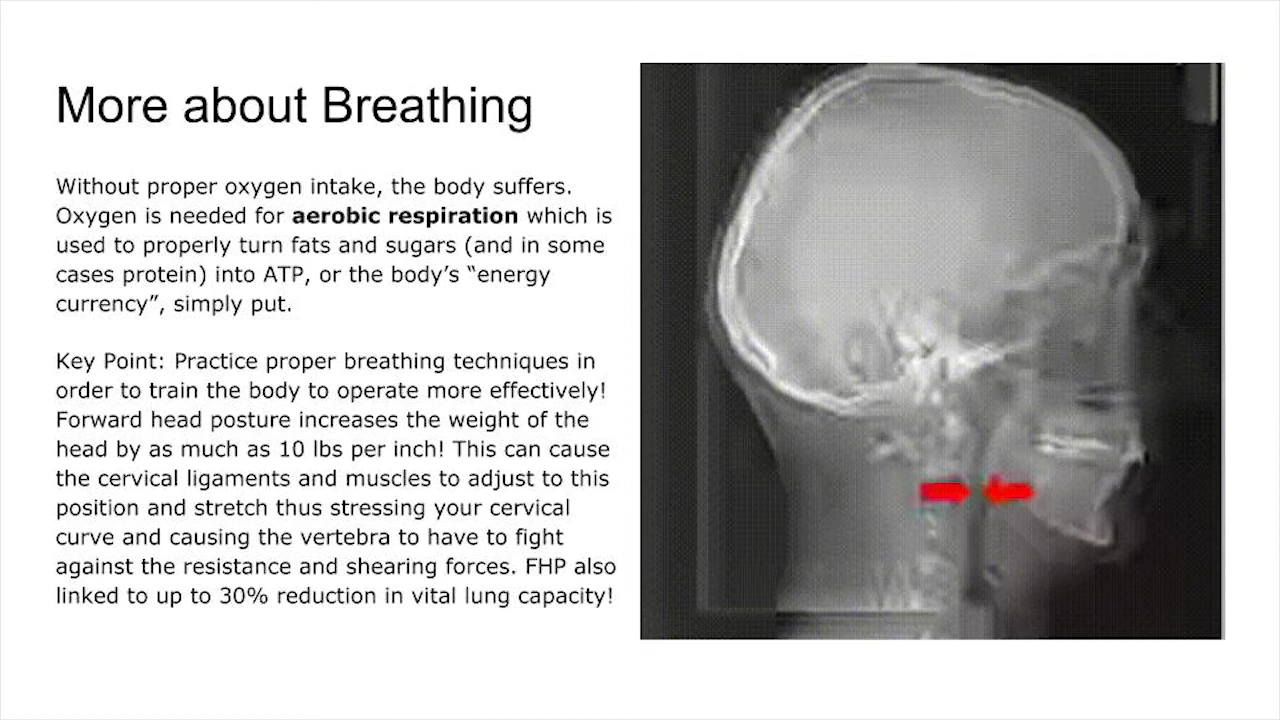 More about Breathing
Without proper oxygen intake, the body suffers.
Oxygen is needed for aerobic respiration which is
used to properly turn fats and sugars (and in some
cases protein) into ATP, or the body’s “energy
currency”, simply put.
Key Point: Practice proper breathing techniques in
order to train the body to operate more effectively!
Forward head posture increases the weight of the
head by as much as 10 lbs per inch! This can cause
the cervical ligaments and muscles to adjust to this
position and stretch thus stressing your cervical
curve and causing the vertebra to have to fight
against the resistance and shearing forces. FHP also
linked to up to 30% reduction in vital lung capacity!